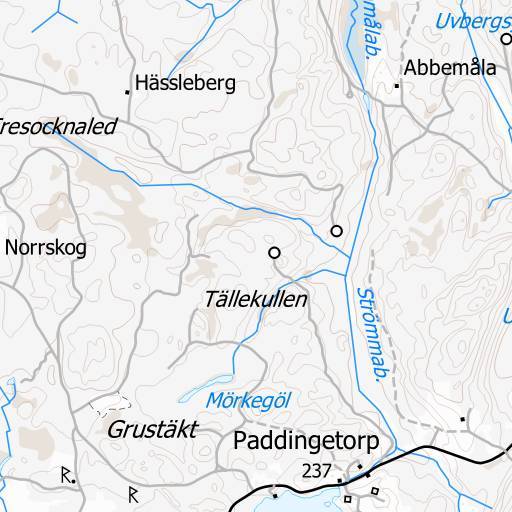 målab.
Uvbergs
Abbemåla
Hässleberg
Tresocknaled
Norrskog
Tällekullen
Strömmab.
Mörkegöl
Grustäkt
Paddingetorp
237
R
R